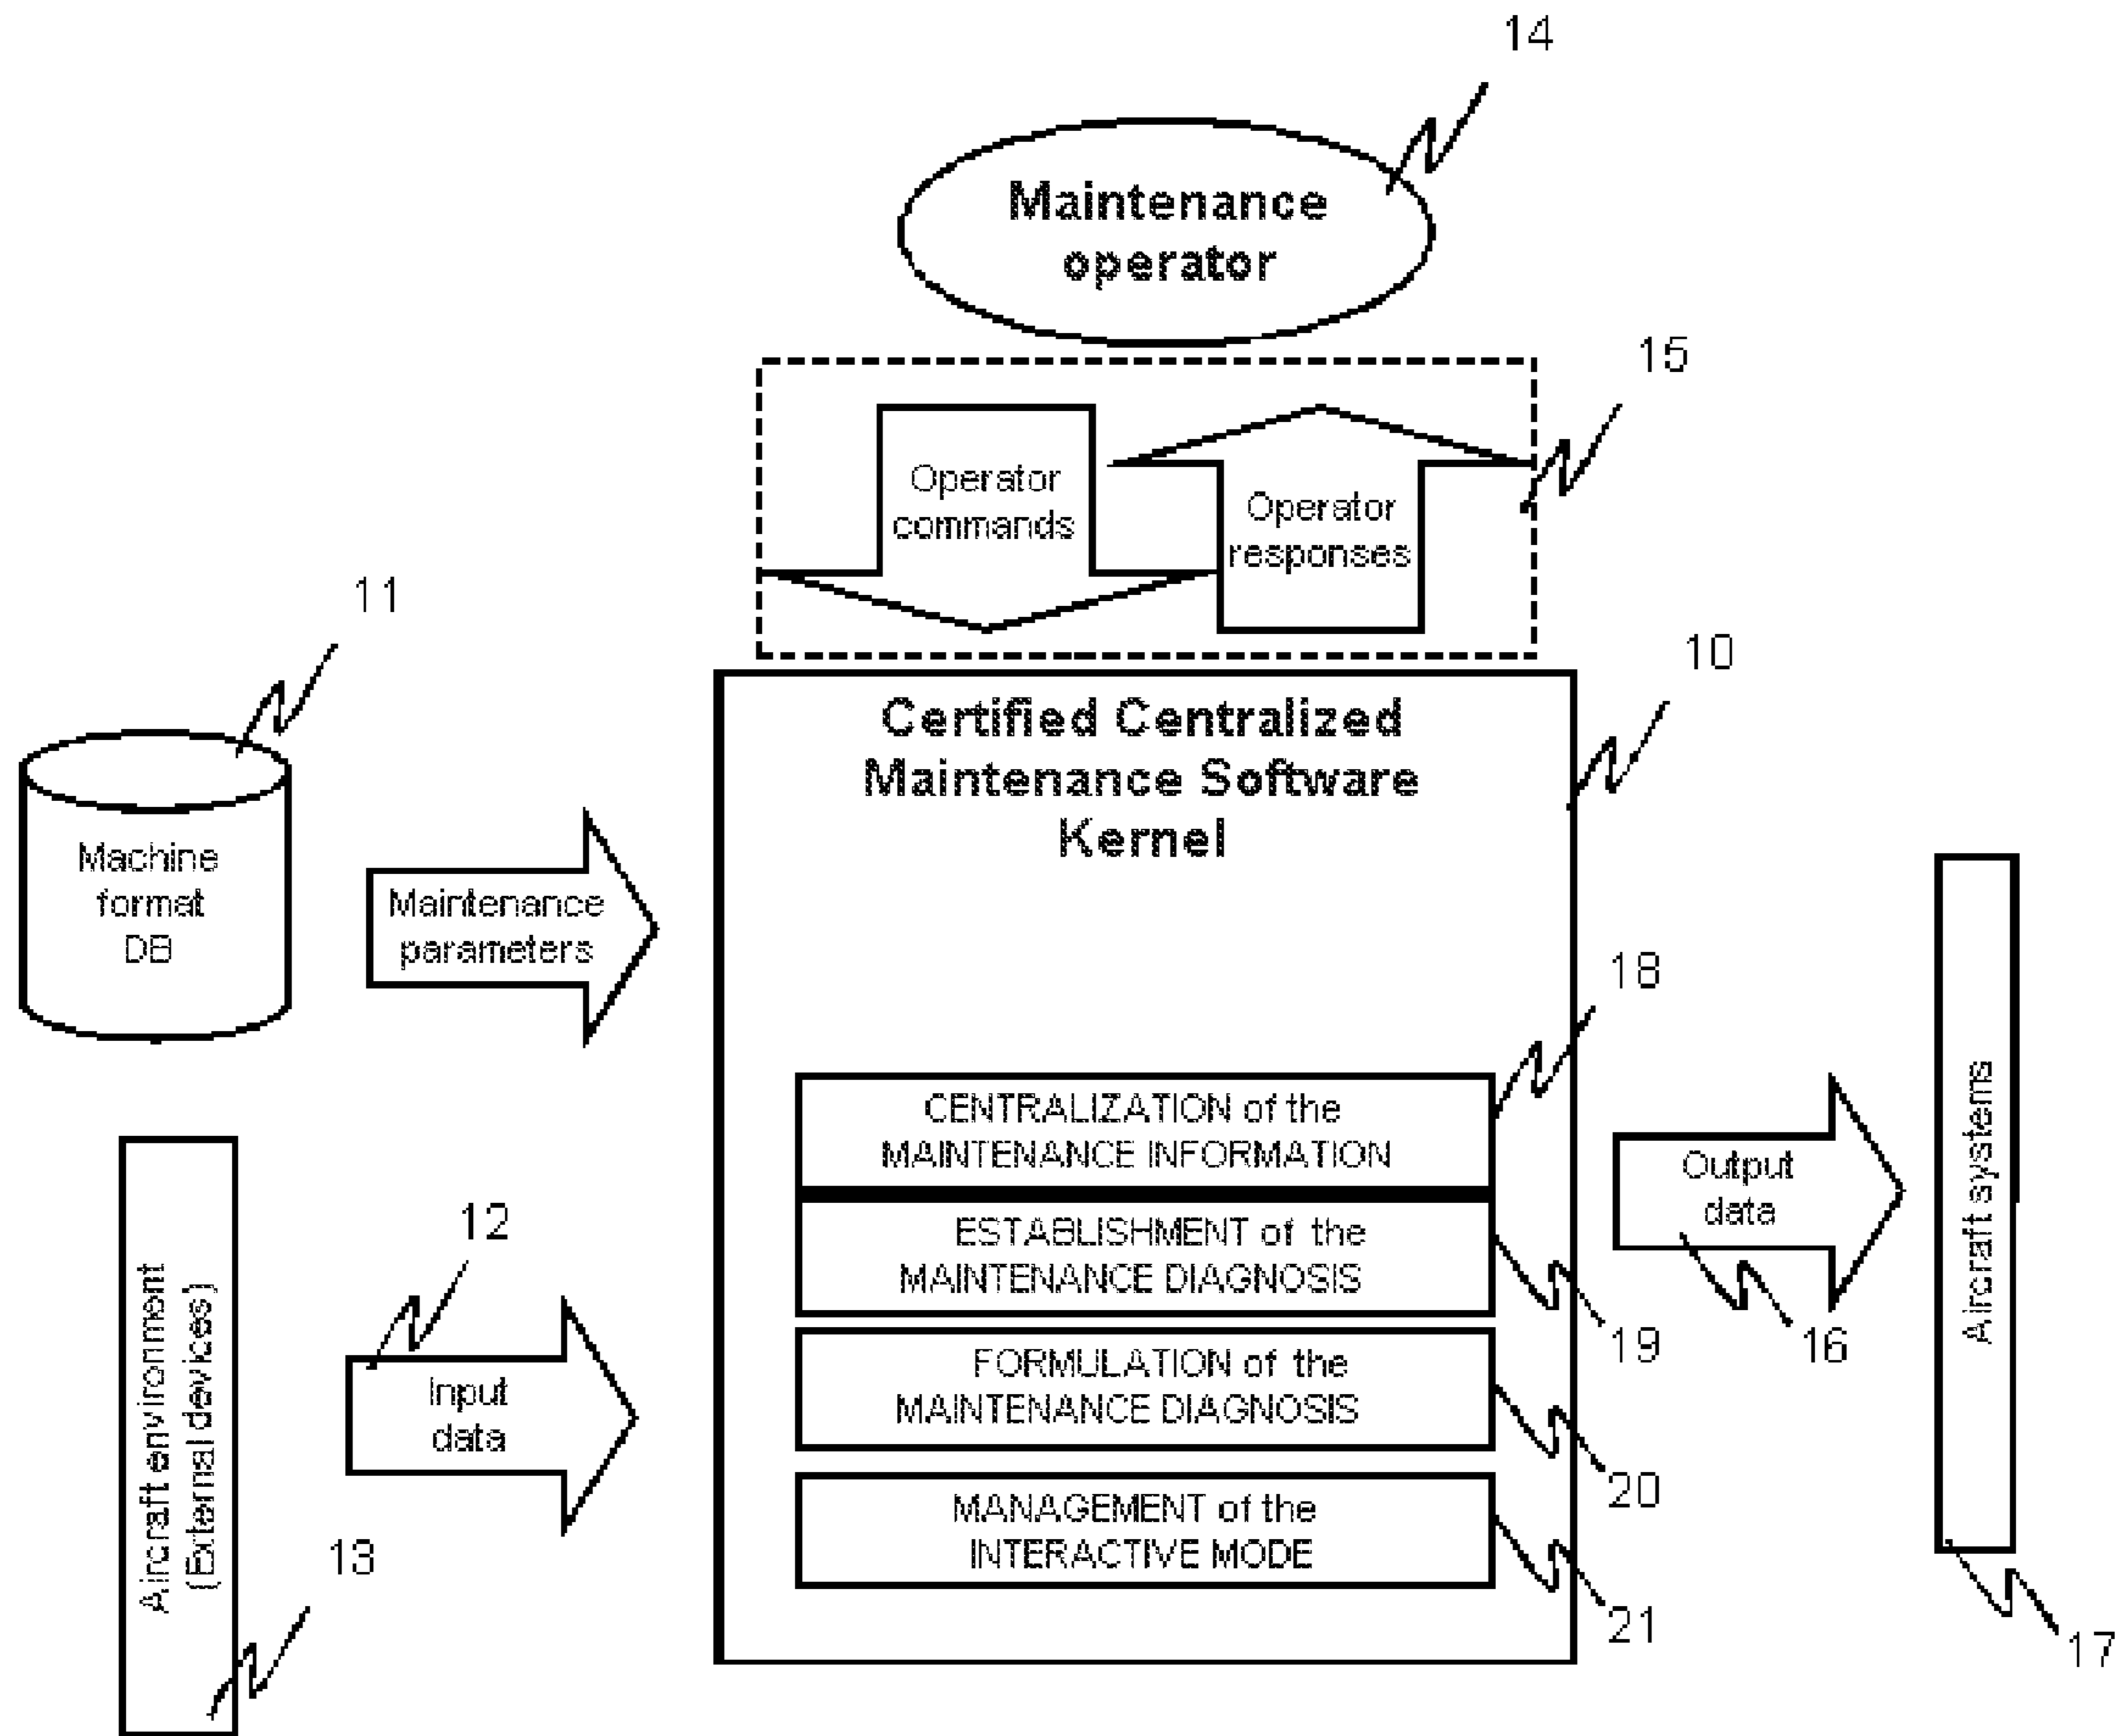 14
Maintenance
operator
15
Operator
commands
Operator
responses
11
10
Certified Centralized
Maintenance Software
Kernel
Machine
format
DB
Maintenance
parameters
18
CENTRALIZATION of the
MAINTENANCE INFORMATION
Output
data
Aircraft systems
12
ESTABLISHMENT of the
MAINTENANCE DIAGNOSIS
19
16
Aircraft environment
(External devices)
Input
data
FORMULATION of the
MAINTENANCE DIAGNOSIS
20
13
MANAGEMENT of the
INTERACTIVE MODE
21
17